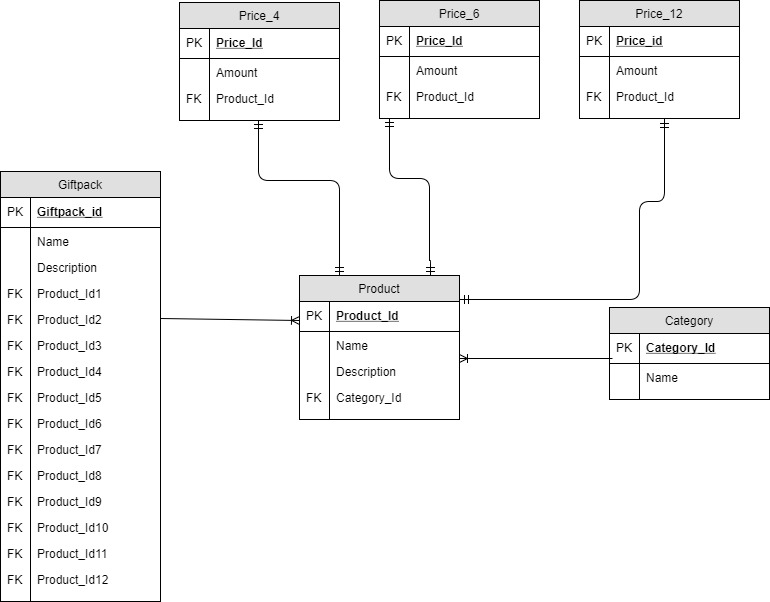 Price_4
PK Price_Id
Amount
FK Product_Id
Price_6
PK Price_Id
Amount
FK Product_Id
Price_12
PK Price_id
Amount
FK Product_Id
Giftpack
PK Giftpack_id
Name
Description
FK Product_Id1
FK Product_Id2
FK Product_Id3
FK Product_Id4
FK Product_Id5
FK Product_Id6
FK Product_Id7
FK Product_Id8
FK Product_Id9
FK Product_Id10
FK Product_Id11
FK Product_Id12
Product
PK Product_Id
Name
Description
FK Category_Id
Category
PK Category_Id
Name